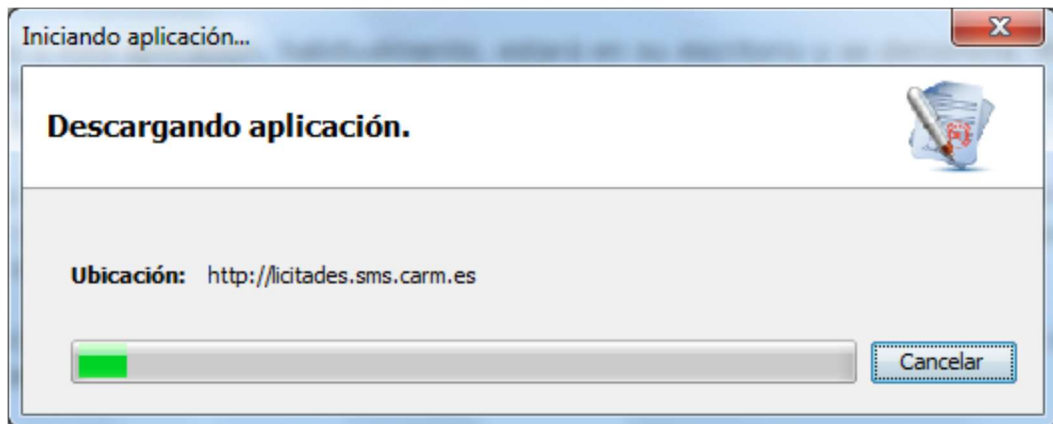 Iniciando aplicación...
Descargando aplicación.
Ubicación: http://licitades.sms.carm.es
Cancelar